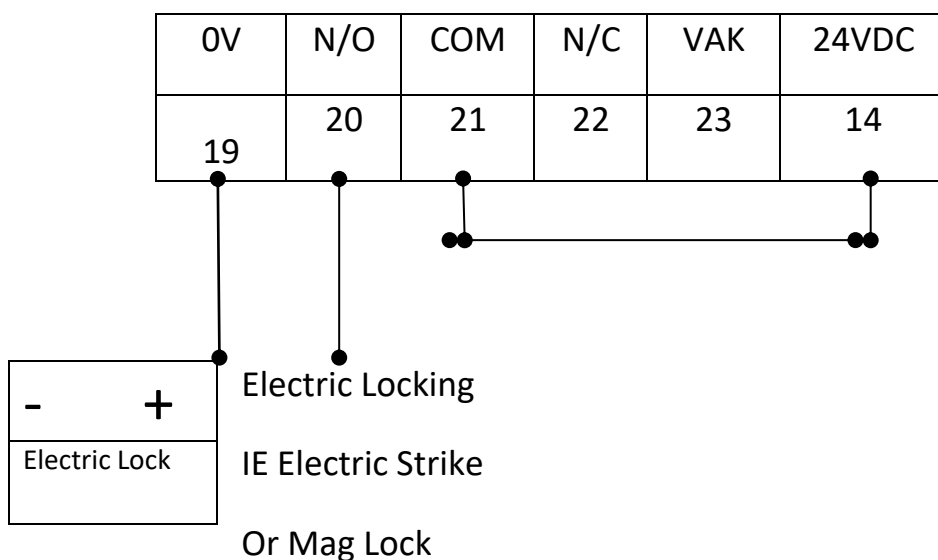 0V N/O COM N/C VAK 24VDC
19 20 21 22 23 14
- +
Electric Lock
Electric Locking
IE Electric Strike
Or Mag Lock